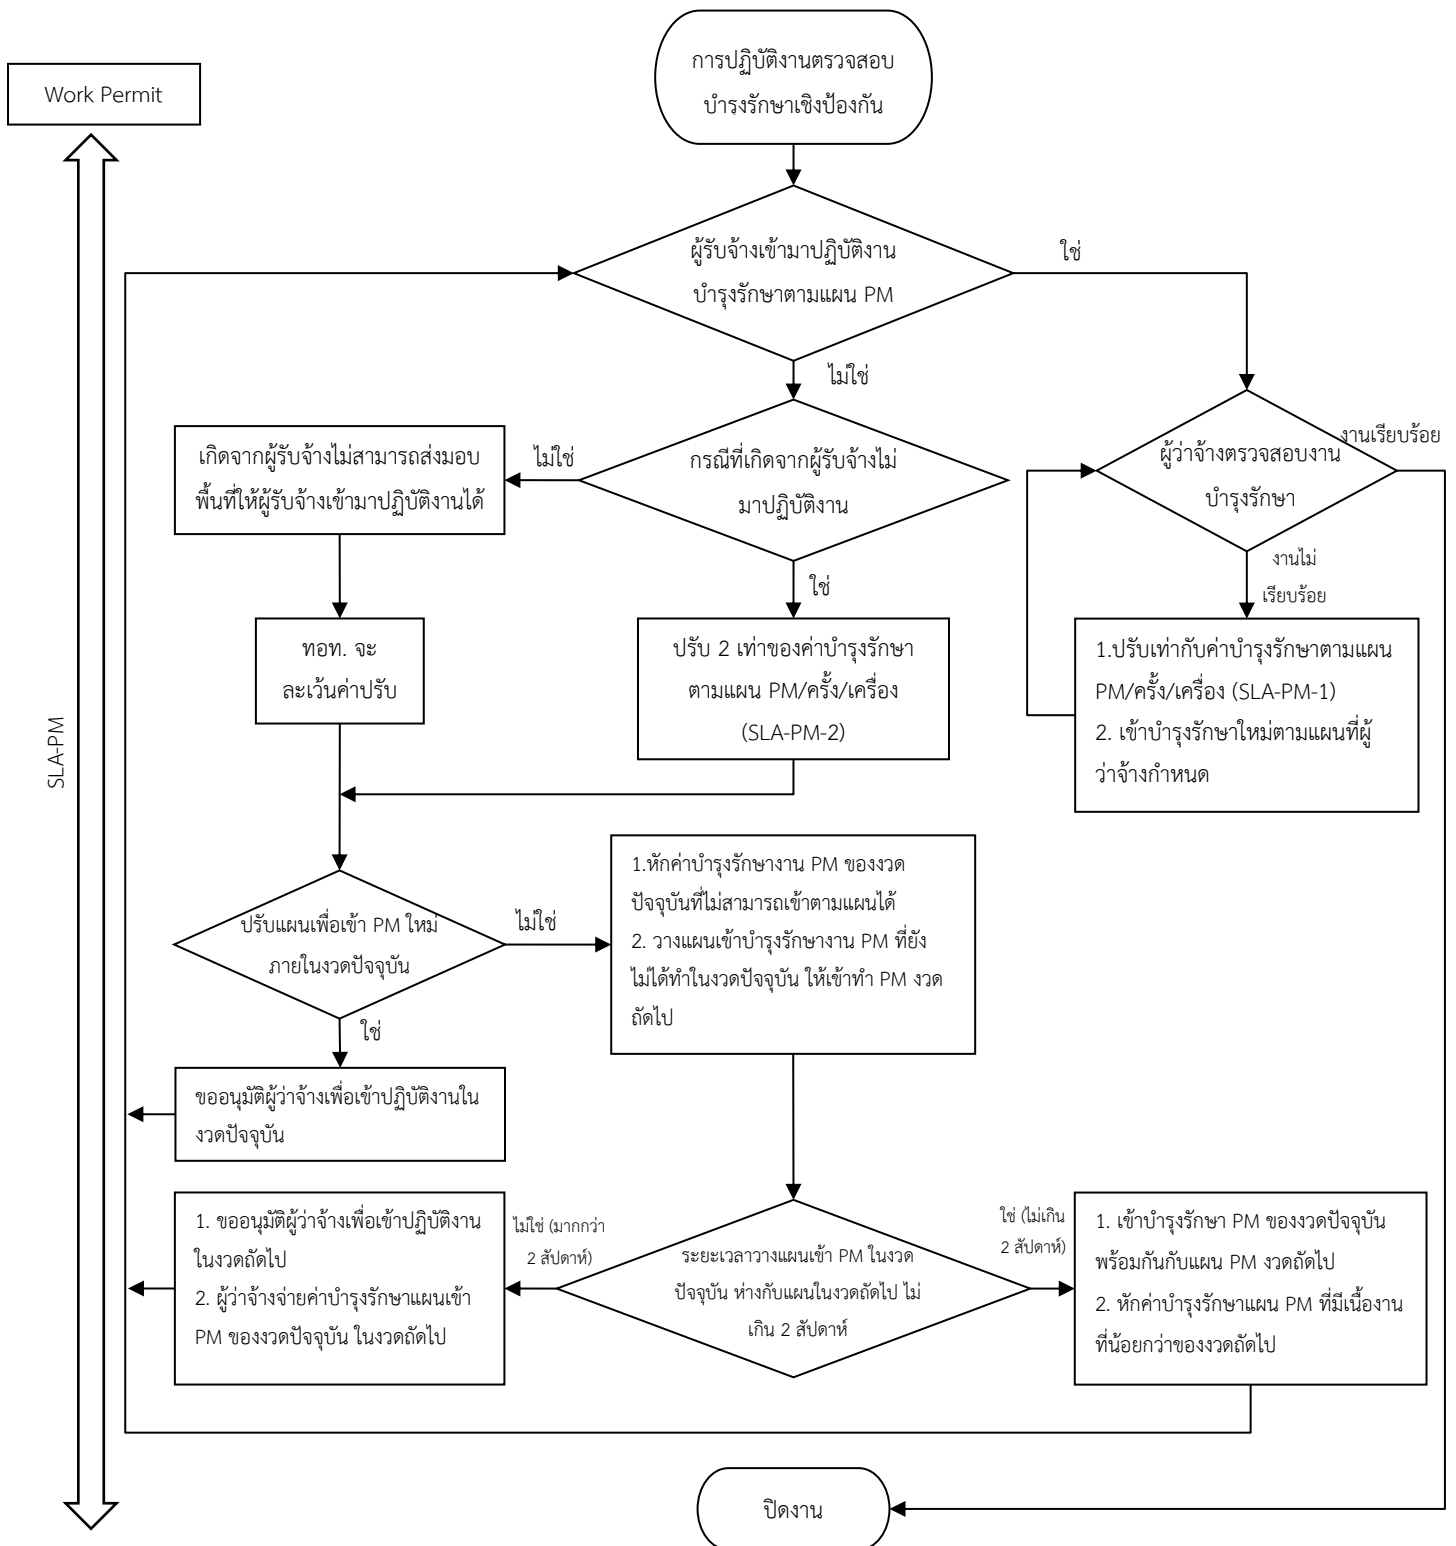 การปฏิบัติงานตรวจสอบ
บำรุงรักษาเชิงป้องกัน
Work Permit
ผู้รับจ้างเข้ามาปฏิบัติงาน
บำรุงรักษาตามแผน PM
ใช่
ไม่ใช่
กรณีที่เกิดจากผู้รับจ้างไม่
มาปฏิบัติงาน
ไม่ใช่
เกิดจากผู้รับจ้างไม่สามารถส่งมอบ
พื้นที่ให้ผู้รับจ้างเข้ามาปฏิบัติงานได้
งานเรียบร้อย
ผู้ว่าจ้างตรวจสอบงาน
บำรุงรักษา
งานไม่
เรียบร้อย
ใช่
ทอท. จะ
ละเว้นค่าปรับ
ปรับ 2 เท่าของค่าบำรุงรักษา
ตามแผน PM/ครั้ง/เครื่อง
(SLA-PM-2)
1.ปรับเท่ากับค่าบำรุงรักษาตามแผน
PM/ครั้ง/เครื่อง (SLA-PM-1)
2. เข้าบำรุงรักษาใหม่ตามแผนที่ผู้
ว่าจ้างกำหนด
SLA-PM
ปรับแผนเพื่อเข้า PM ใหม่
ภายในงวดปัจจุบัน
ไม่ใช่
1.หักค่าบำรุงรักษางาน PM ของงวด
ปัจจุบันที่ไม่สามารถเข้าตามแผนได้
2. วางแผนเข้าบำรุงรักษางาน PM ที่ยัง
ไม่ได้ทำในงวดปัจจุบัน ให้เข้าทำ PM งวด
ถัดไป
ใช่
ขออนุมัติผู้ว่าจ้างเพื่อเข้าปฏิบัติงานใน
งวดปัจจุบัน
1. ขออนุมัติผู้ว่าจ้างเพื่อเข้าปฏิบัติงาน
ในงวดถัดไป
2. ผู้ว่าจ้างจ่ายค่าบำรุงรักษาแผนเข้า
PM ของงวดปัจจุบัน ในงวดถัดไป
ไม่ใช่ (มากกว่า
2 สัปดาห์)
ระยะเวลาวางแผนเข้า PM ในงวด
ปัจจุบัน ห่างกับแผนในงวดถัดไป ไม่
เกิน 2 สัปดาห์
ใช่ (ไม่เกิน
2 สัปดาห์)
1. เข้าบำรุงรักษา PM ของงวดปัจจุบัน
พร้อมกันกับแผน PM งวดถัดไป
2. หักค่าบำรุงรักษาแผน PM ที่มีเนื้องาน
ที่น้อยกว่าของงวดถัดไป
ปิดงาน